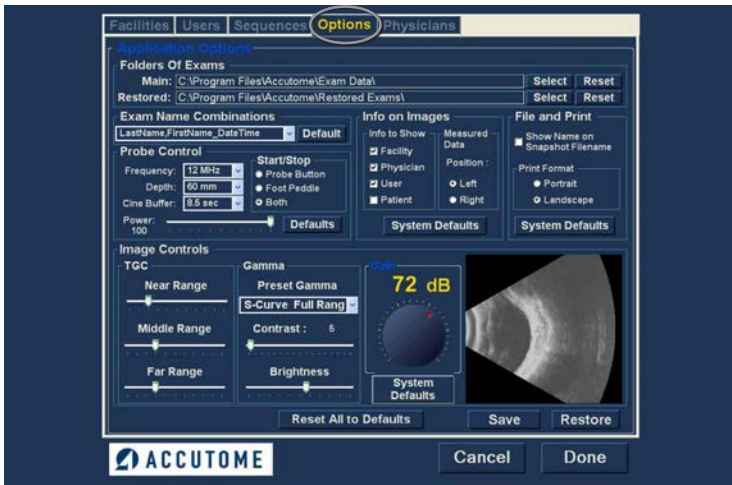 Facilities Users Sequences Options Physicians
Application Options
Folders Of Exams
Main: C:\Program Files\Accutome\Exam Data\ Select Reset
Restored: C:\Program Files\Accutome\Restored Exams\ Select Reset
Exam Name Combinations
LastName,FirstName_DateTime Default
Probe Control
Frequency: 12 MHz
Depth: 60 mm
Cine Buffer: 8.5 sec
Start/Stop
Probe Button
Foot Peddle
Both
Power:
100
Defaults
Info on Images
Info to Show
Facility
Physician
User
Patient
Measured
Data
Position :
Left
Right
System Defaults
File and Print
Show Name on
Snapshot Filename
Print Format
Portrait
Landscape
System Defaults
Image Controls
TGC
Near Range
Middle Range
Far Range
Gamma
Preset Gamma
S-Curve Full Rang
Contrast : 5
Brightness
Gain
72 dB
System
Defaults
Reset All to Defaults Save Restore
ACCUTOME Cancel Done